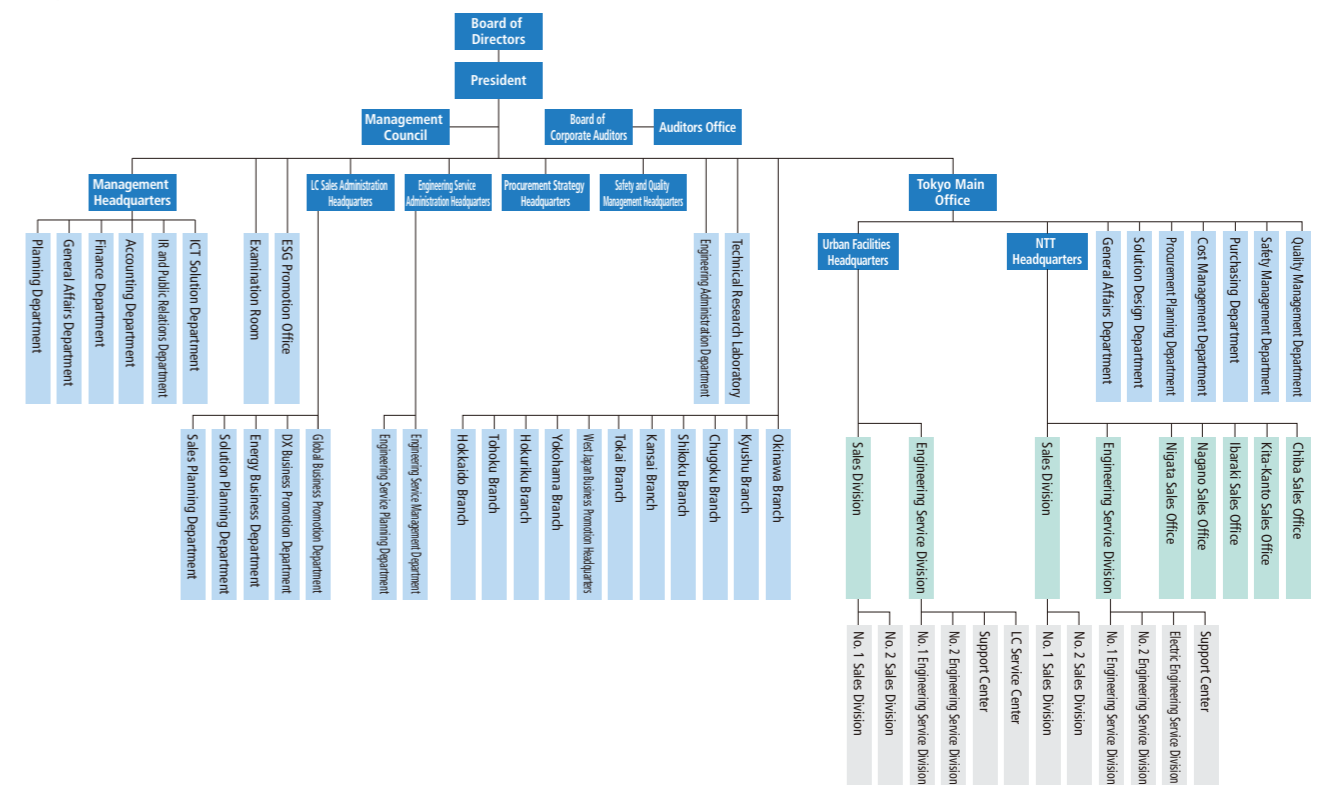 Board of
Directors
President
Management
Council
Board of
Corporate Auditors
Auditors Office
Management
Headquarters
LC Sales Administration
Headquarters
Engineering Service
Administration Headquarters
Procurement Strategy
Headquarters
Safety and Quality
Management Headquarters
Tokyo Main
Office
Planning Department
General Affairs Department
Finance Department
Accounting Department
IR and Public Relations Department
ICT Solution Department
Examination Room
ESG Promotion Office
Engineering Administration Department
Technical Research Laboratory
Urban Facilities
Headquarters
NTT
Headquarters
General Affairs Department
Solution Design Department
Procurement Planning Department
Cost Management Department
Purchasing Department
Safety Management Department
Quality Management Department
Sales Planning Department
Solution Planning Department
Energy Business Department
DX Business Promotion Department
Global Business Promotion Department
Engineering Service Planning Department
Engineering Service Management Department
Hokkaido Branch
Tohoku Branch
Hokuriku Branch
Yokohama Branch
West Japan Business Promotion Headquarters
Tokai Branch
Kansai Branch
Shikoku Branch
Chugoku Branch
Kyushu Branch
Okinawa Branch
Sales Division
Engineering Service Division
Sales Division
Engineering Service Division
Nigata Sales Office
Nagano Sales Office
Ibaraki Sales Office
Kita-Kanto Sales Office
Chiba Sales Office
No. 1 Sales Division
No. 2 Sales Division
No. 1 Engineering Service Division
No. 2 Engineering Service Division
Support Center
LC Service Center
No. 1 Sales Division
No. 2 Sales Division
No. 1 Engineering Service Division
No. 2 Engineering Service Division
Electric Engineering Service Division
Support Center